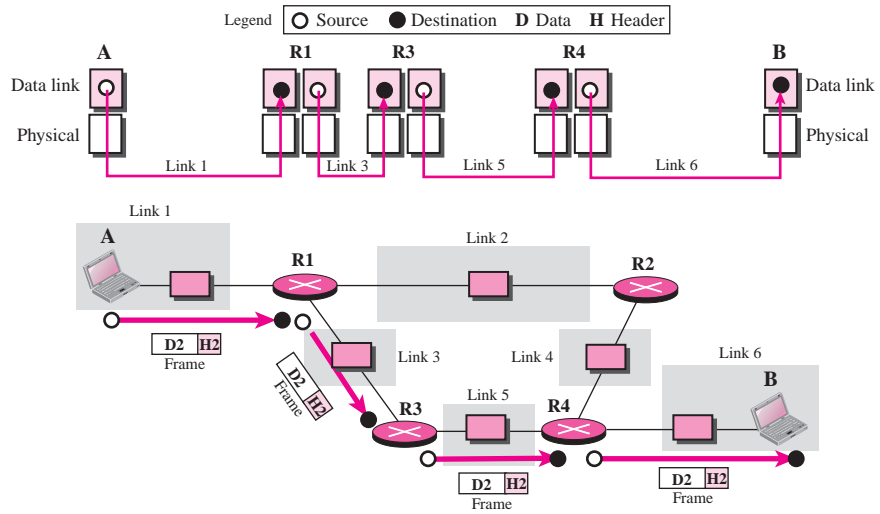 Legend Source Destination D Data H Header
A R1 R3 R4 B
Data link Data link
Physical Physical
Link 1 Link 3 Link 5 Link 6
Link 1
A
Link 2
R1
R2
D2 H2
Frame
Link 3
Link 4
Link 6
D2 H2
Frame
B
R3
Link 5
R4
D2 H2
Frame
D2 H2
Frame